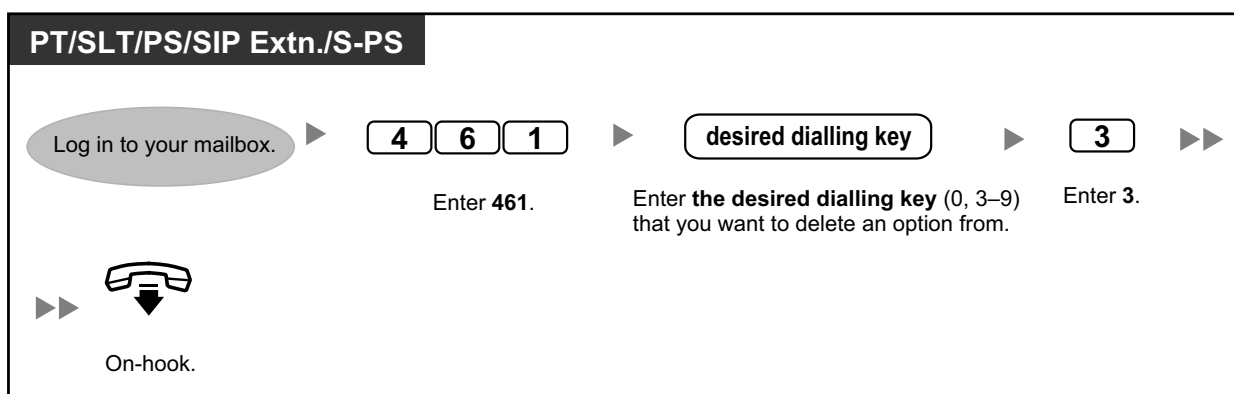 PT/SLT/PS/SIP Extn./S-PS
Log in to your mailbox.
4 6 1
desired dialling key
3
Enter 461.
Enter the desired dialling key (0, 3–9)
that you want to delete an option from.
Enter 3.
On-hook.